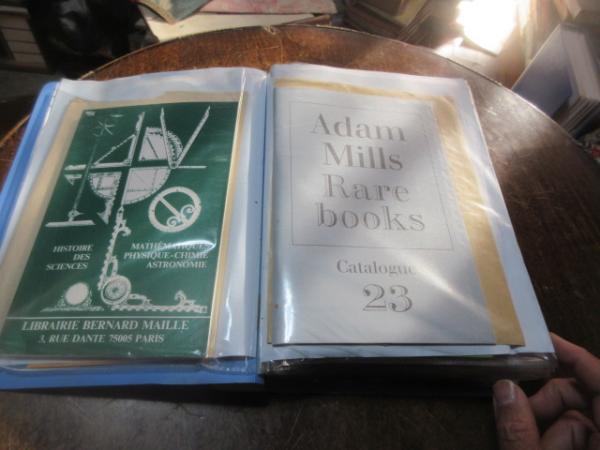 HISTOIRE
DES
SCIENCES
MATHÉMATIQUES
PHYSIQUE-CHIMIE
ASTRONOMIE
LIBRAIRIE BERNARD MAILLE
3, RUE DANTE 75005 PARIS
Adam
Mills
Rare
books
Catalogue
23